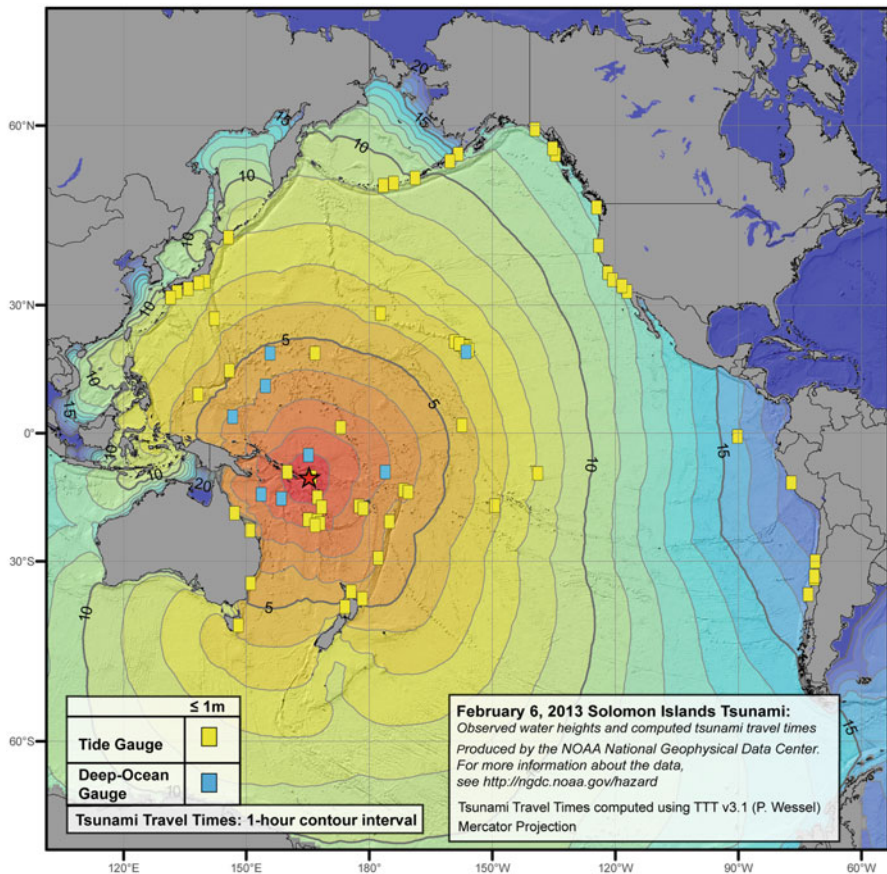 20
15
15
10
60°N
10
10
10
30°N
5
10
5
15
0°
15
10
10
20
10
30°S
5
10
15
60°S
≤ 1m
Tide Gauge
Deep-Ocean
Gauge
Tsunami Travel Times: 1-hour contour interval
February 6, 2013 Solomon Islands Tsunami:
Observed water heights and computed tsunami travel times
Produced by the NOAA National Geophysical Data Center.
For more information about the data,
see http://ngdc.noaa.gov/hazard
Tsunami Travel Times computed using TTT v3.1 (P. Wessel)
Mercator Projection
120°E
150°E
180°
150°W
120°W
90°W
60°W